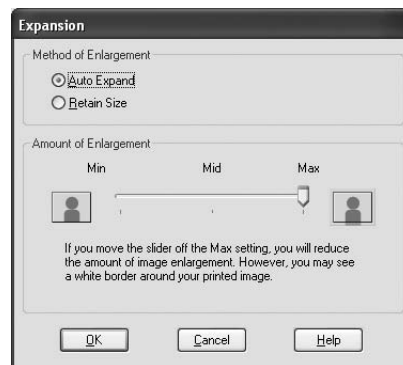 Expansion
Method of Enlargement
Auto Expand
Retain Size
Amount of Enlargement
Min Mid Max
If you move the slider off the Max setting, you will reduce
the amount of image enlargement. However, you may see
a white border around your printed image.
OK Cancel Help